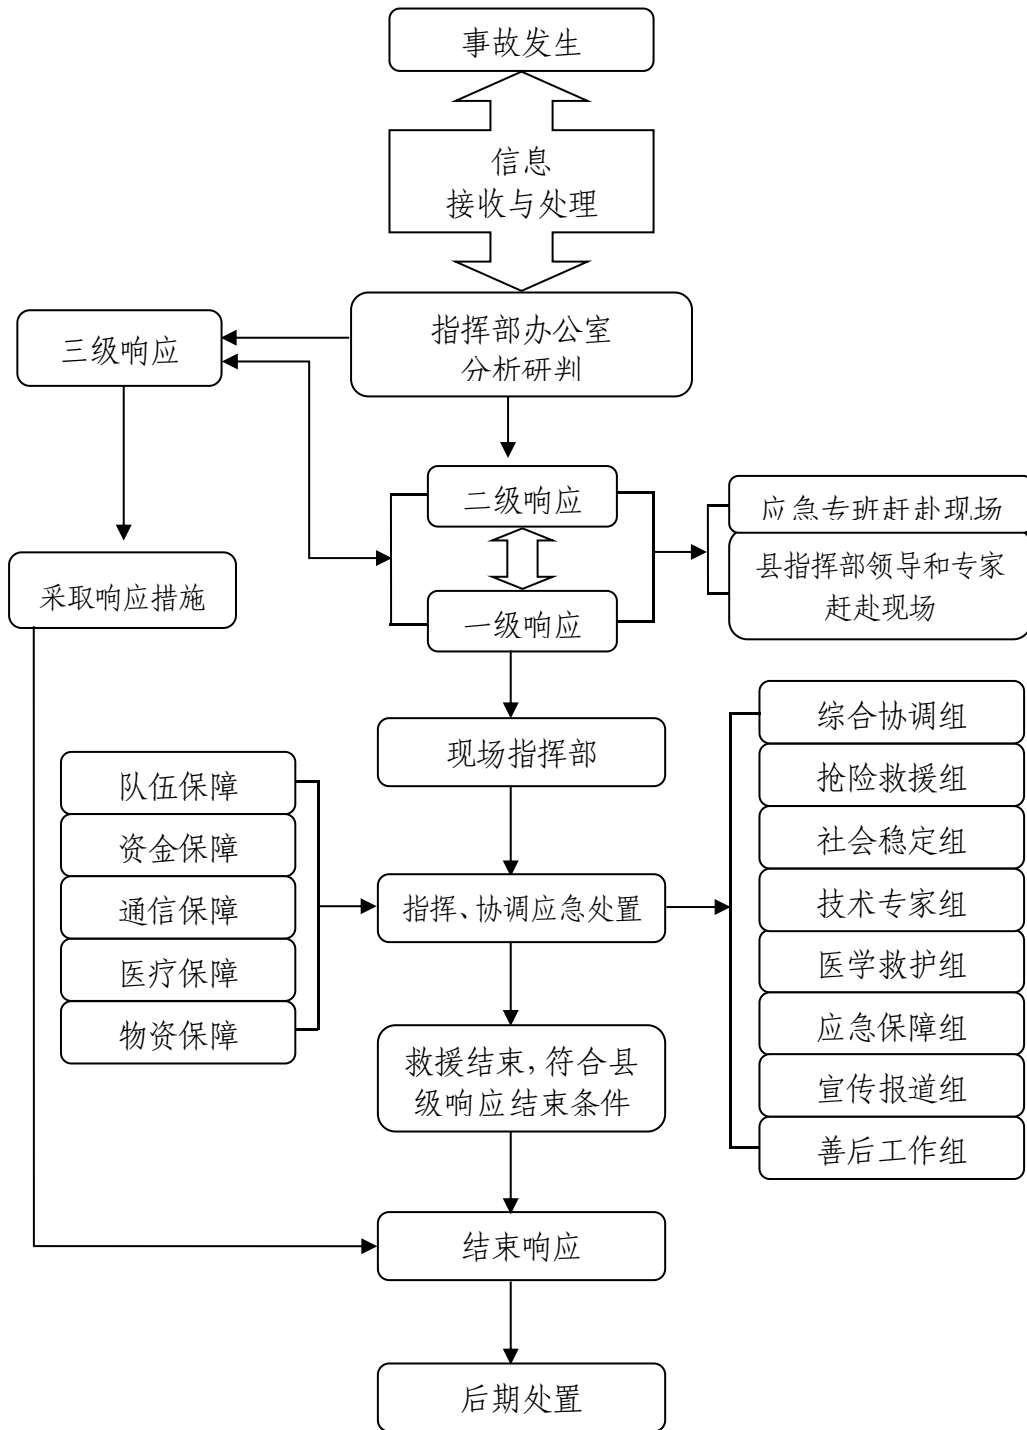 事故发生
信息
接收与处理
指挥部办公室
分析研判
三级响应
二级响应
应急专班赶赴现场
县指挥部领导和专家
赶赴现场
采取响应措施
一级响应
综合协调组
现场指挥部
抢险救援组
队伍保障
资金保障
社会稳定组
通信保障
指挥、协调应急处置
技术专家组
医疗保障
医学救护组
物资保障
应急保障组
救援结束,符合县
级响应结束条件
宣传报道组
善后工作组
结束响应
后期处置